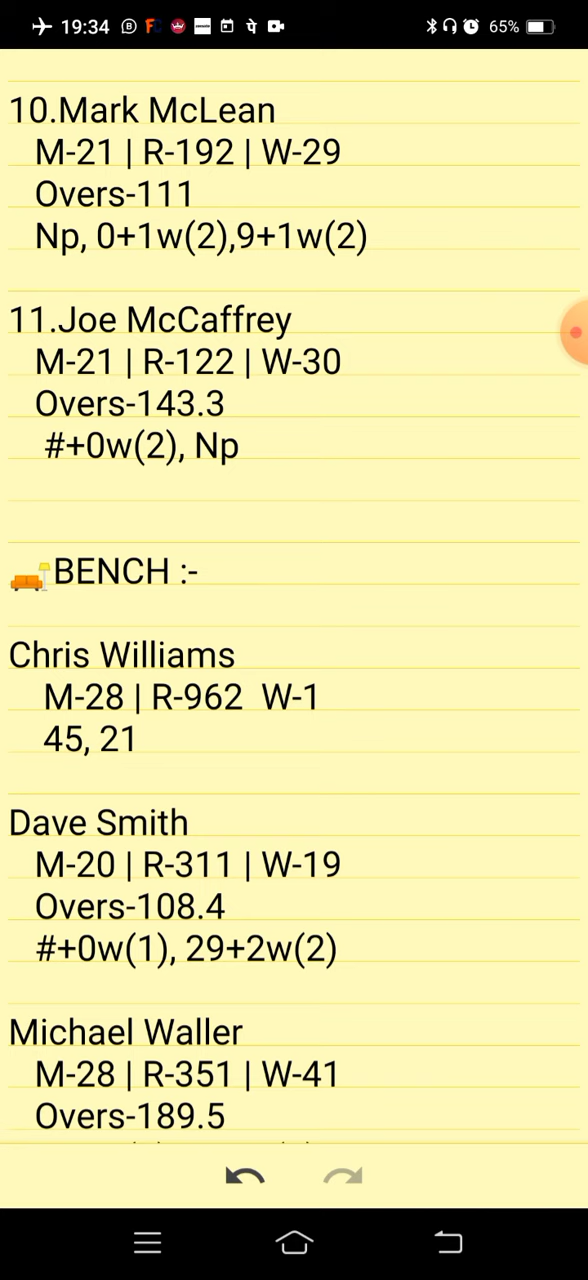 19:34 पे 65%
10.Mark McLean
M-21 | R-192 | W-29
Overs-111
Np, 0+1w(2),9+1w(2)
11.Joe McCaffrey
M-21 | R-122 | W-30
Overs-143.3
#+0w(2), Np
BENCH :-
Chris Williams
M-28 | R-962 W-1
45, 21
Dave Smith
M-20 | R-311 | W-19
Overs-108.4
#+0w(1), 29+2w(2)
Michael Waller
M-28 | R-351 | W-41
Overs-189.5